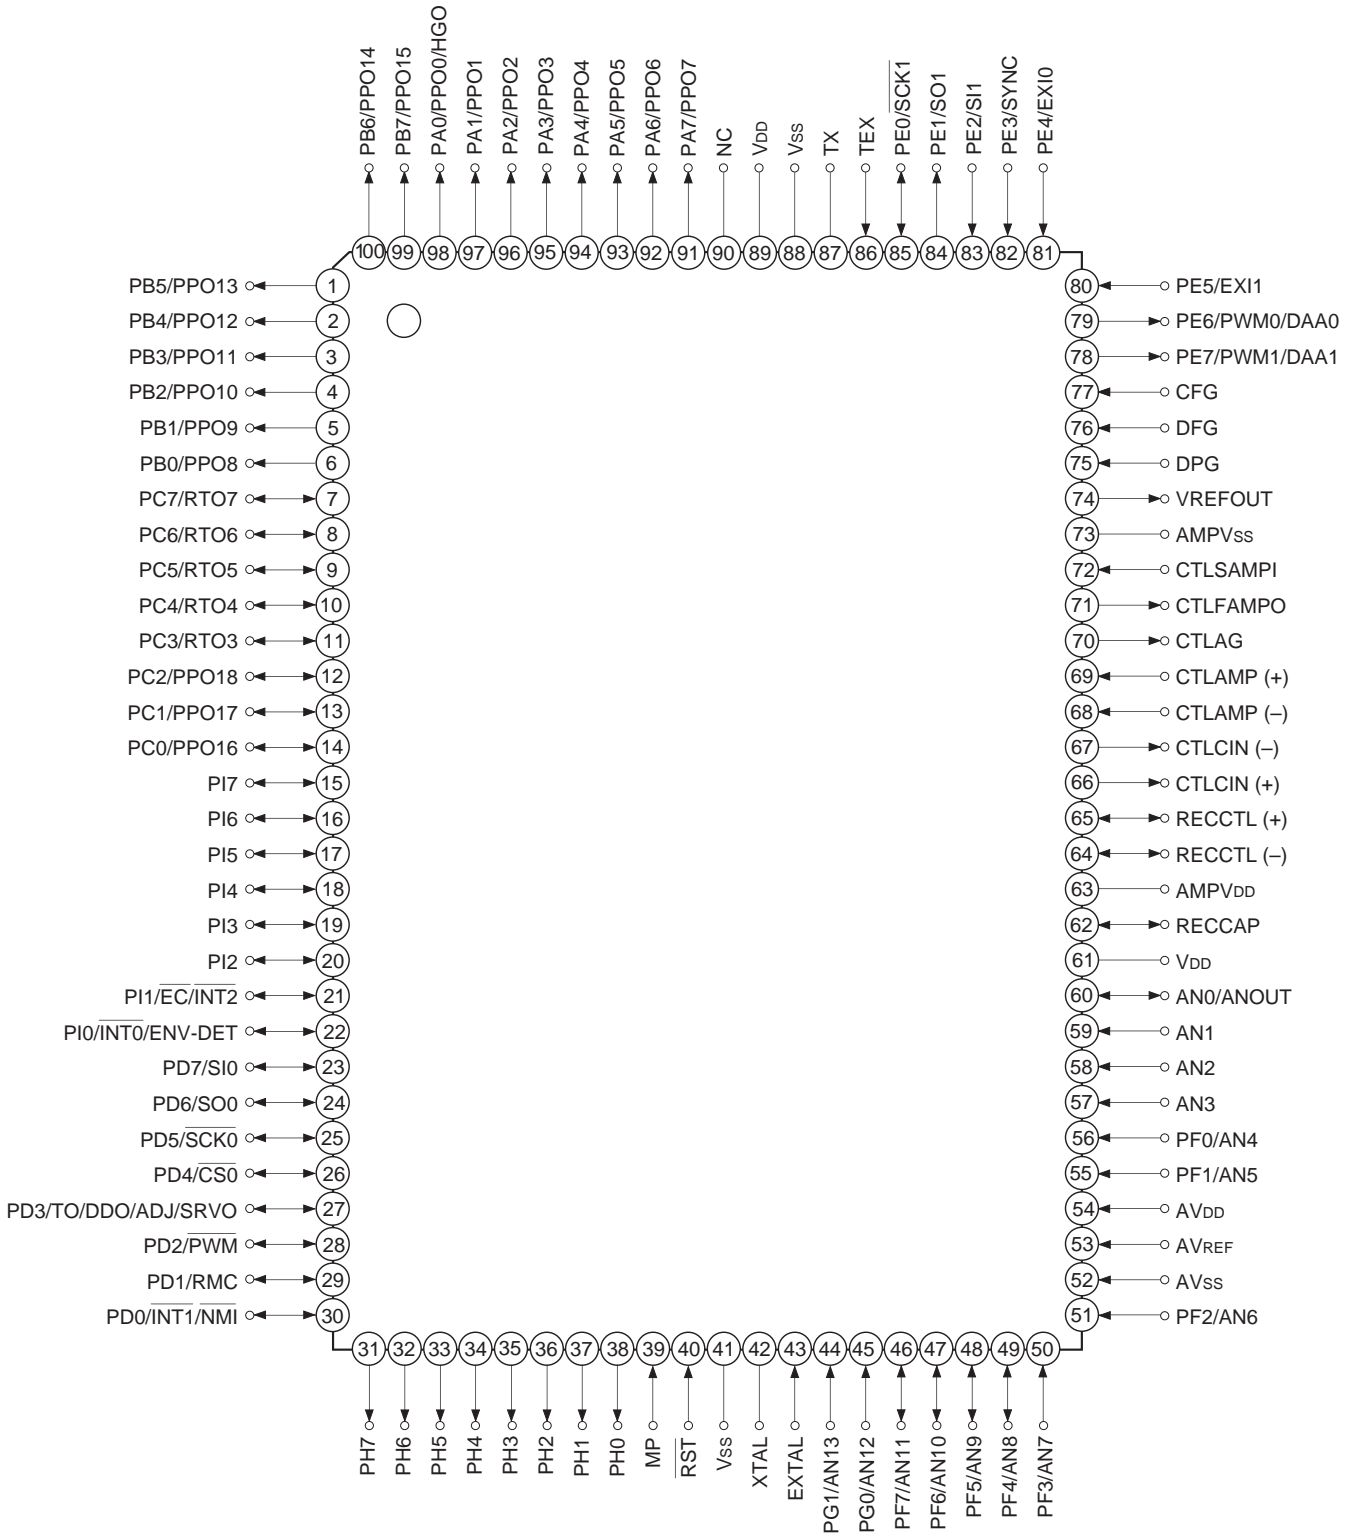 PB6/PPO14
PB7/PPO15
PA0/PPO0/HGO
PA1/PPO1
PA2/PPO2
PA3/PPO3
PA4/PPO4
PA5/PPO5
PA6/PPO6
PA7/PPO7
NC
VDD
VSS
TX
TEX
PE0/SCK1
PE1/SO1
PE2/SI1
PE3/SYNC
PE4/EXI0
100 99 98 97 96 95 94 93 92 91 90 89 88 87 86 85 84 83 82 81
PB5/PPO13 1
PB4/PPO12 2
PB3/PPO11 3
PB2/PPO10 4
PB1/PPO9 5
PB0/PPO8 6
PC7/RTO7 7
PC6/RTO6 8
PC5/RTO5 9
PC4/RTO4 10
PC3/RTO3 11
PC2/PPO18 12
PC1/PPO17 13
PC0/PPO16 14
PI7 15
PI6 16
PI5 17
PI4 18
PI3 19
PI2 20
PI1/EC/INT2 21
PI0/INT0/ENV-DET 22
PD7/SI0 23
PD6/SO0 24
PD5/SCK0 25
PD4/CS0 26
PD3/TO/DDO/ADJ/SRVO 27
PD2/PWM 28
PD1/RMC 29
PD0/INT1/NMI 30
80 PE5/EXI1
79 PE6/PWM0/DAA0
78 PE7/PWM1/DAA1
77 CFG
76 DFG
75 DPG
74 VREFOUT
73 AMPVSS
72 CTLSAMPI
71 CTLFAMPO
70 CTLAG
69 CTLAMP (+)
68 CTLAMP (–)
67 CTLCIN (–)
66 CTLCIN (+)
65 RECCTL (+)
64 RECCTL (–)
63 AMPVDD
62 RECCAP
61 VDD
60 AN0/ANOUT
59 AN1
58 AN2
57 AN3
56 PF0/AN4
55 PF1/AN5
54 AVDD
53 AVREF
52 AVSS
51 PF2/AN6
31 32 33 34 35 36 37 38 39 40 41 42 43 44 45 46 47 48 49 50
PH7
PH6
PH5
PH4
PH3
PH2
PH1
PH0
MP
RST
VSS
XTAL
EXTAL
PG1/AN13
PG0/AN12
PF7/AN11
PF6/AN10
PF5/AN9
PF4/AN8
PF3/AN7